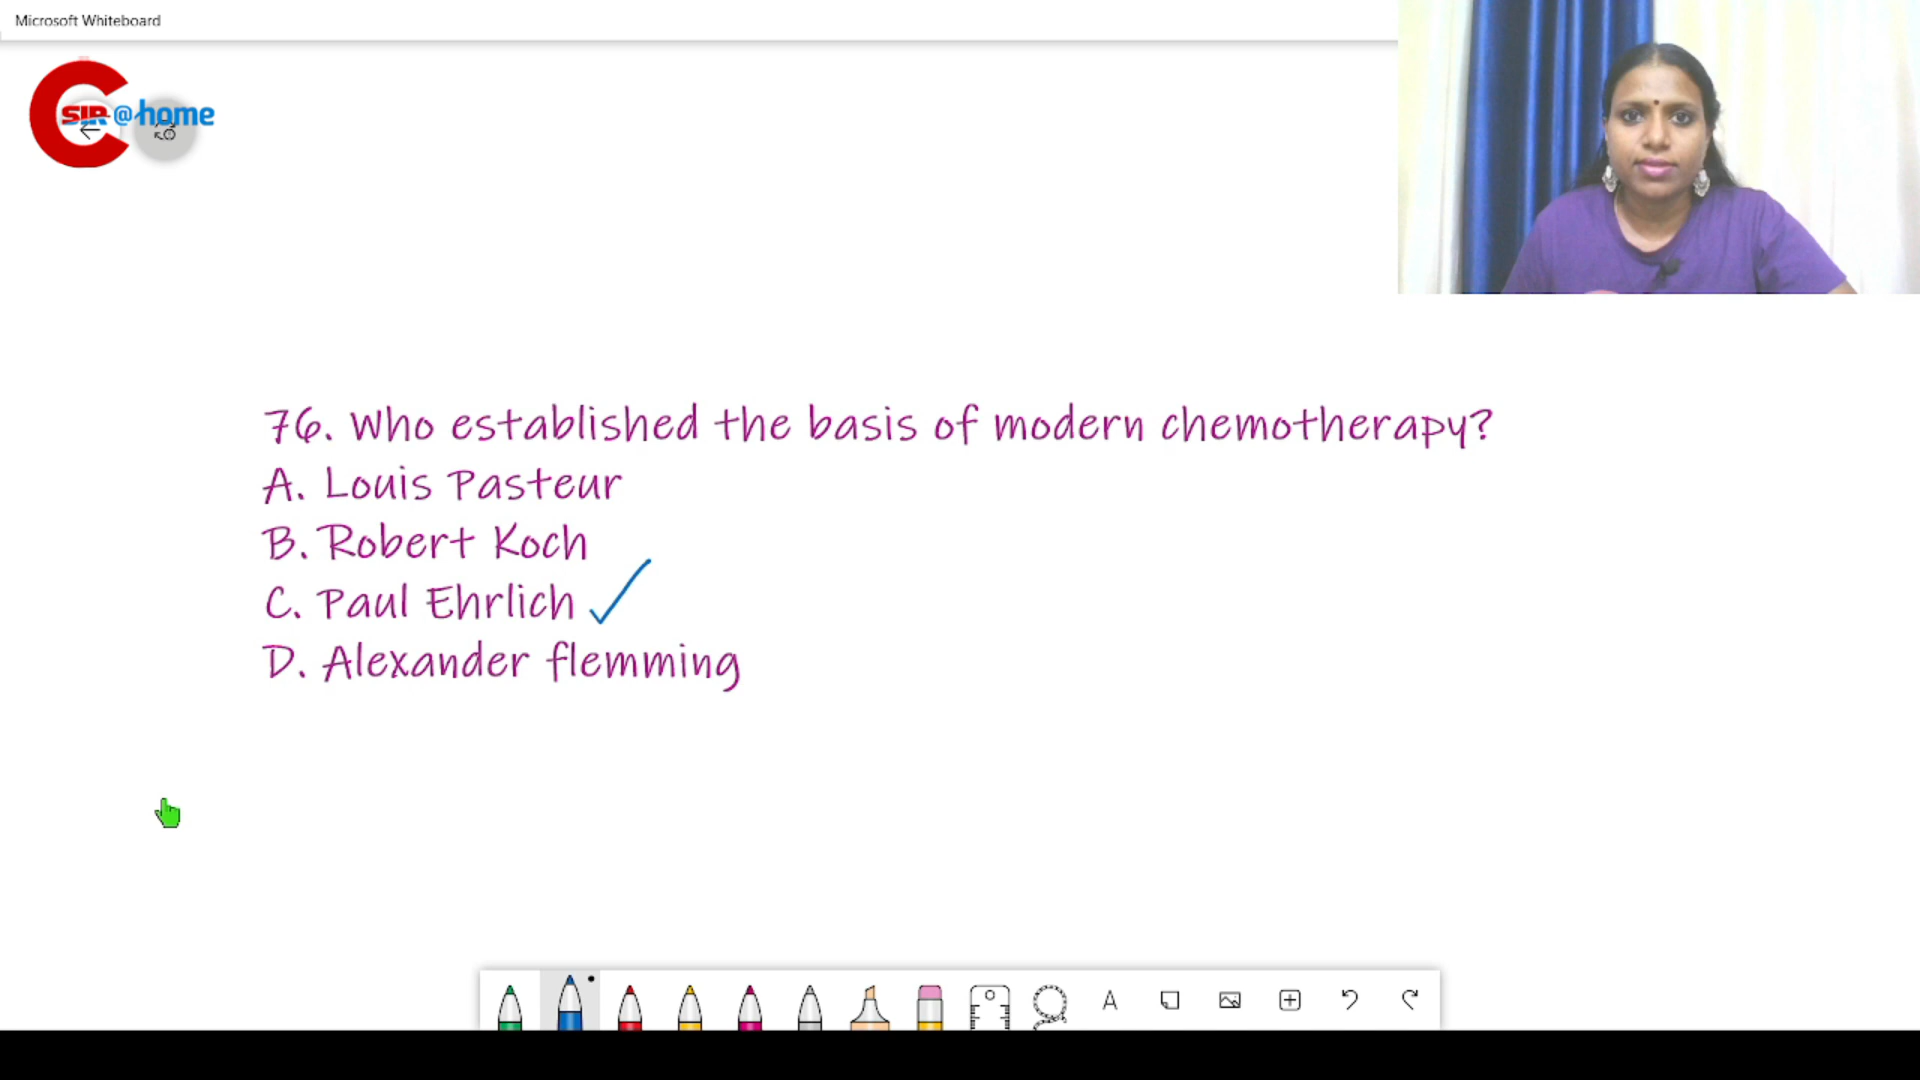 Microsoft Whiteboard
CSIR@home
76. Who established the basis of modern chemotherapy?
A. Louis Pasteur
B. Robert Koch
C. Paul Ehrlich
D. Alexander flemming
A